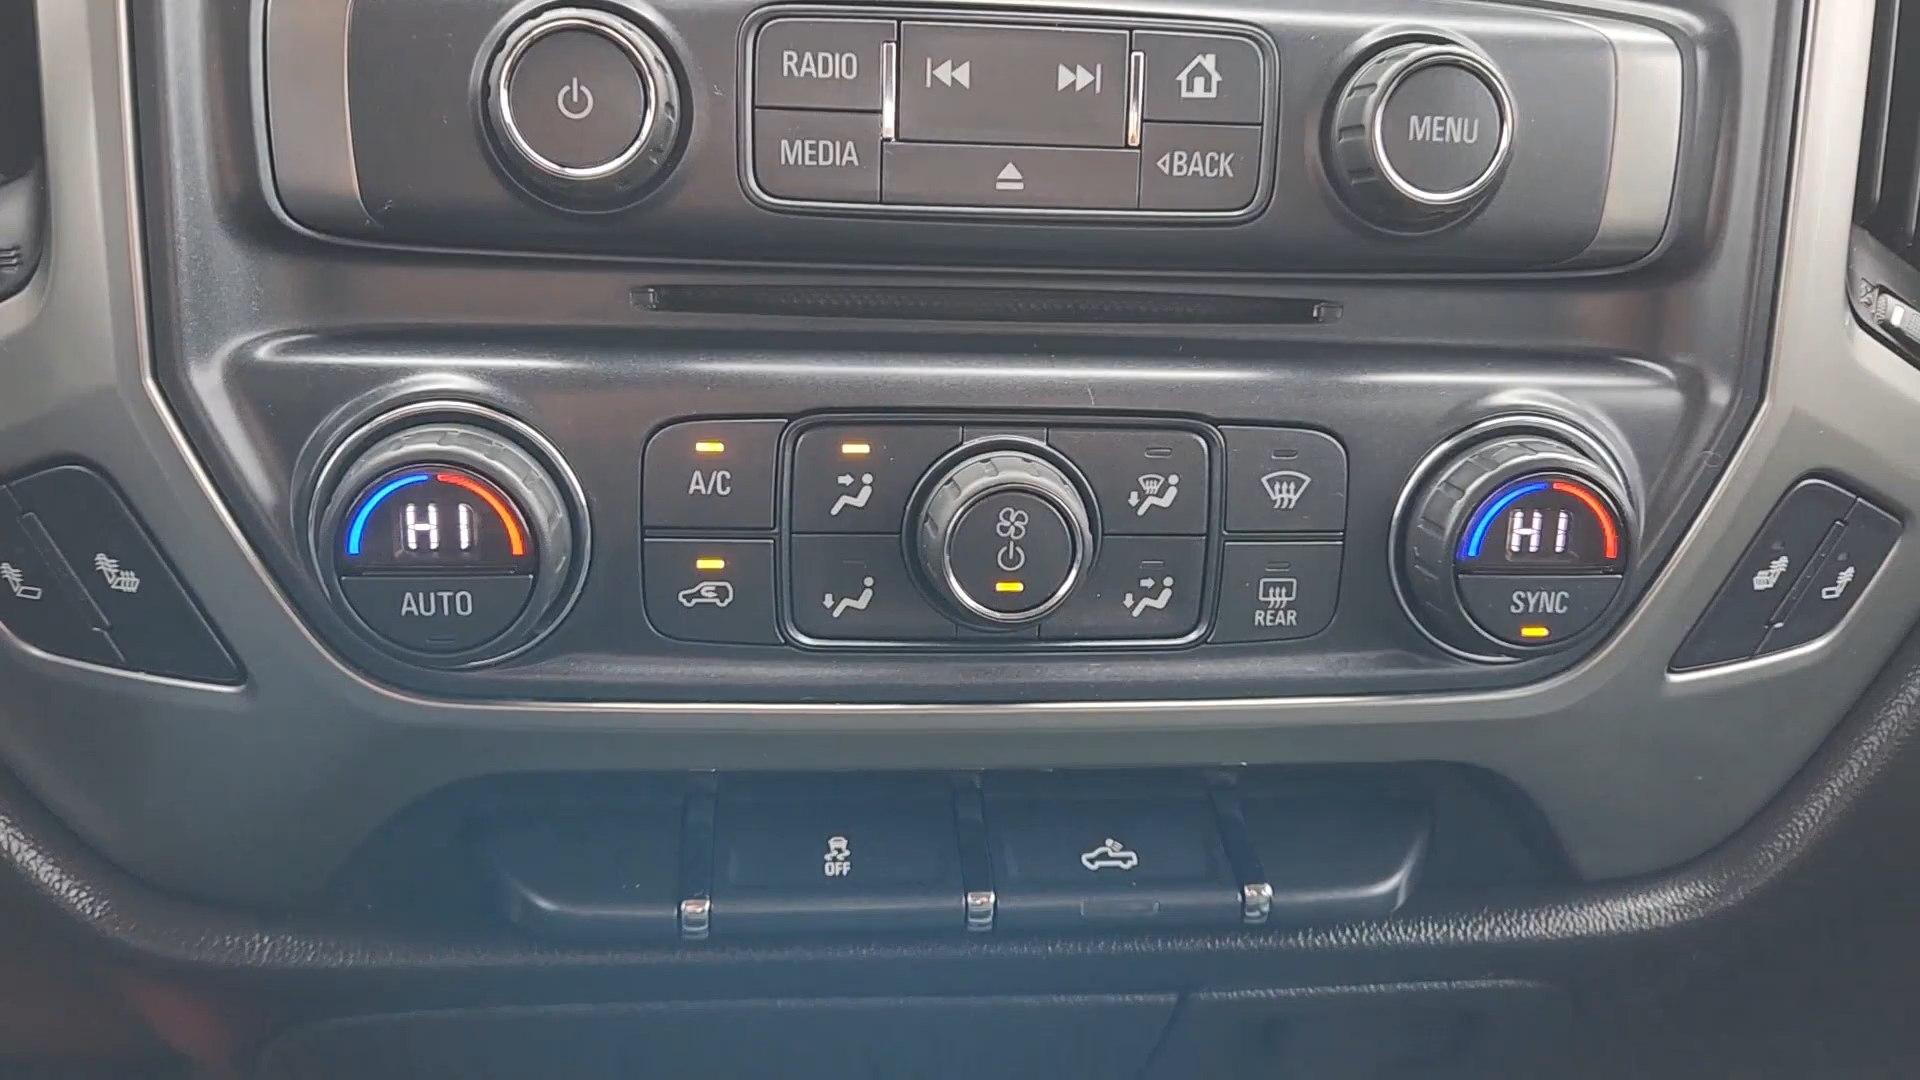 RADIO
MEDIA
BACK
MENU
HI
AUTO
A/C
REAR
HI
SYNC
OFF